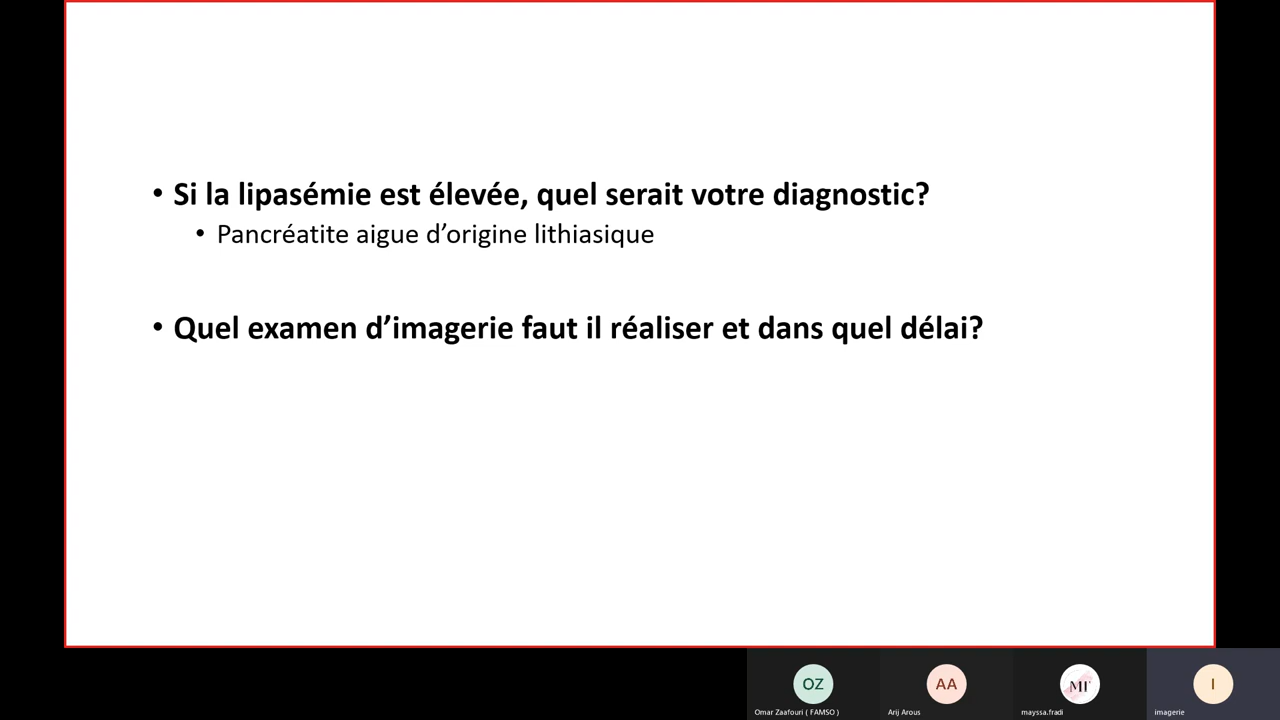 • Si la lipasémie est élevée, quel serait votre diagnostic?
• Pancréatite aigue d’origine lithiasique
• Quel examen d’imagerie faut il réaliser et dans quel délai?
OZ
AA
MF
I
Omar Zaafouri ( FAMSO )
Arij Arous
mayssa.fradi
imagerie